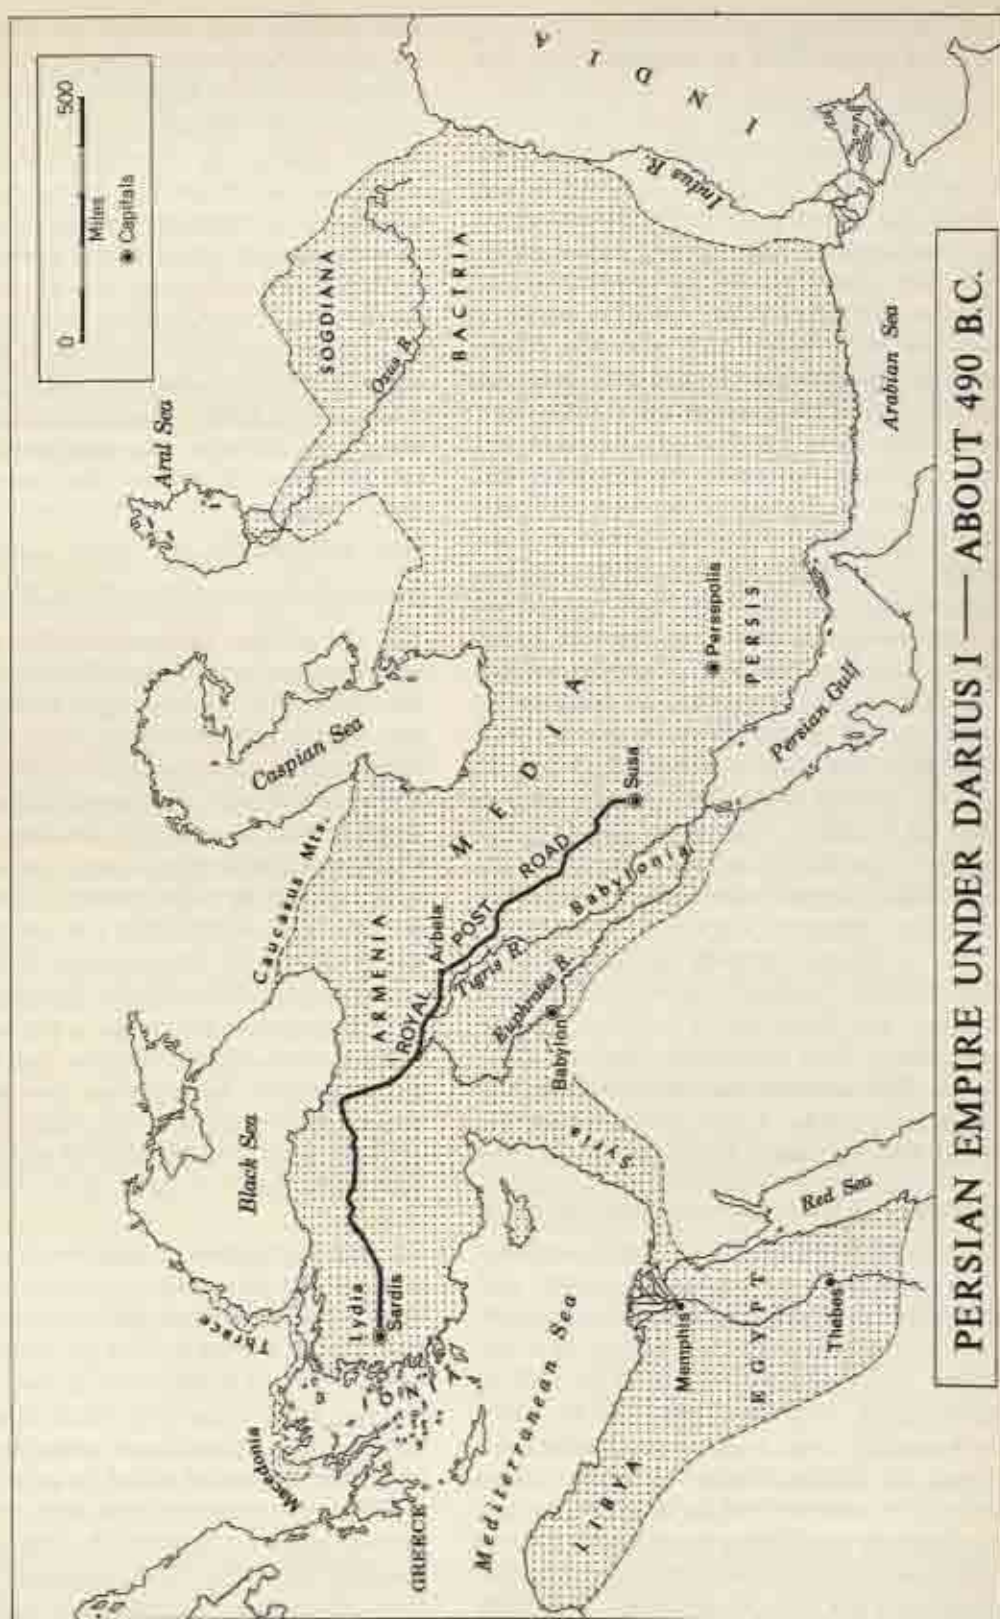 0 500
Miles
Capitals
Aral Sea
SOGDIANA
Oxus R.
BACTRIA
INDIA
Indus R.
Caspian Sea
Caucasus Mts.
Black Sea
Thrace
Macedonia
GREECE
Lydia
Sardis
ARMENIA
MEDIA
ROYAL POST ROAD
Arbela
Tigris R.
Euphrates R.
Babylonia
Babylon
Susa
Persepolis
PERSIS
Persian Gulf
Arabian Sea
Syria
Mediterranean Sea
Red Sea
LIBYA
EGYPT
Memphis
Thebes
PERSIAN EMPIRE UNDER DARIUS I — ABOUT 490 B.C.